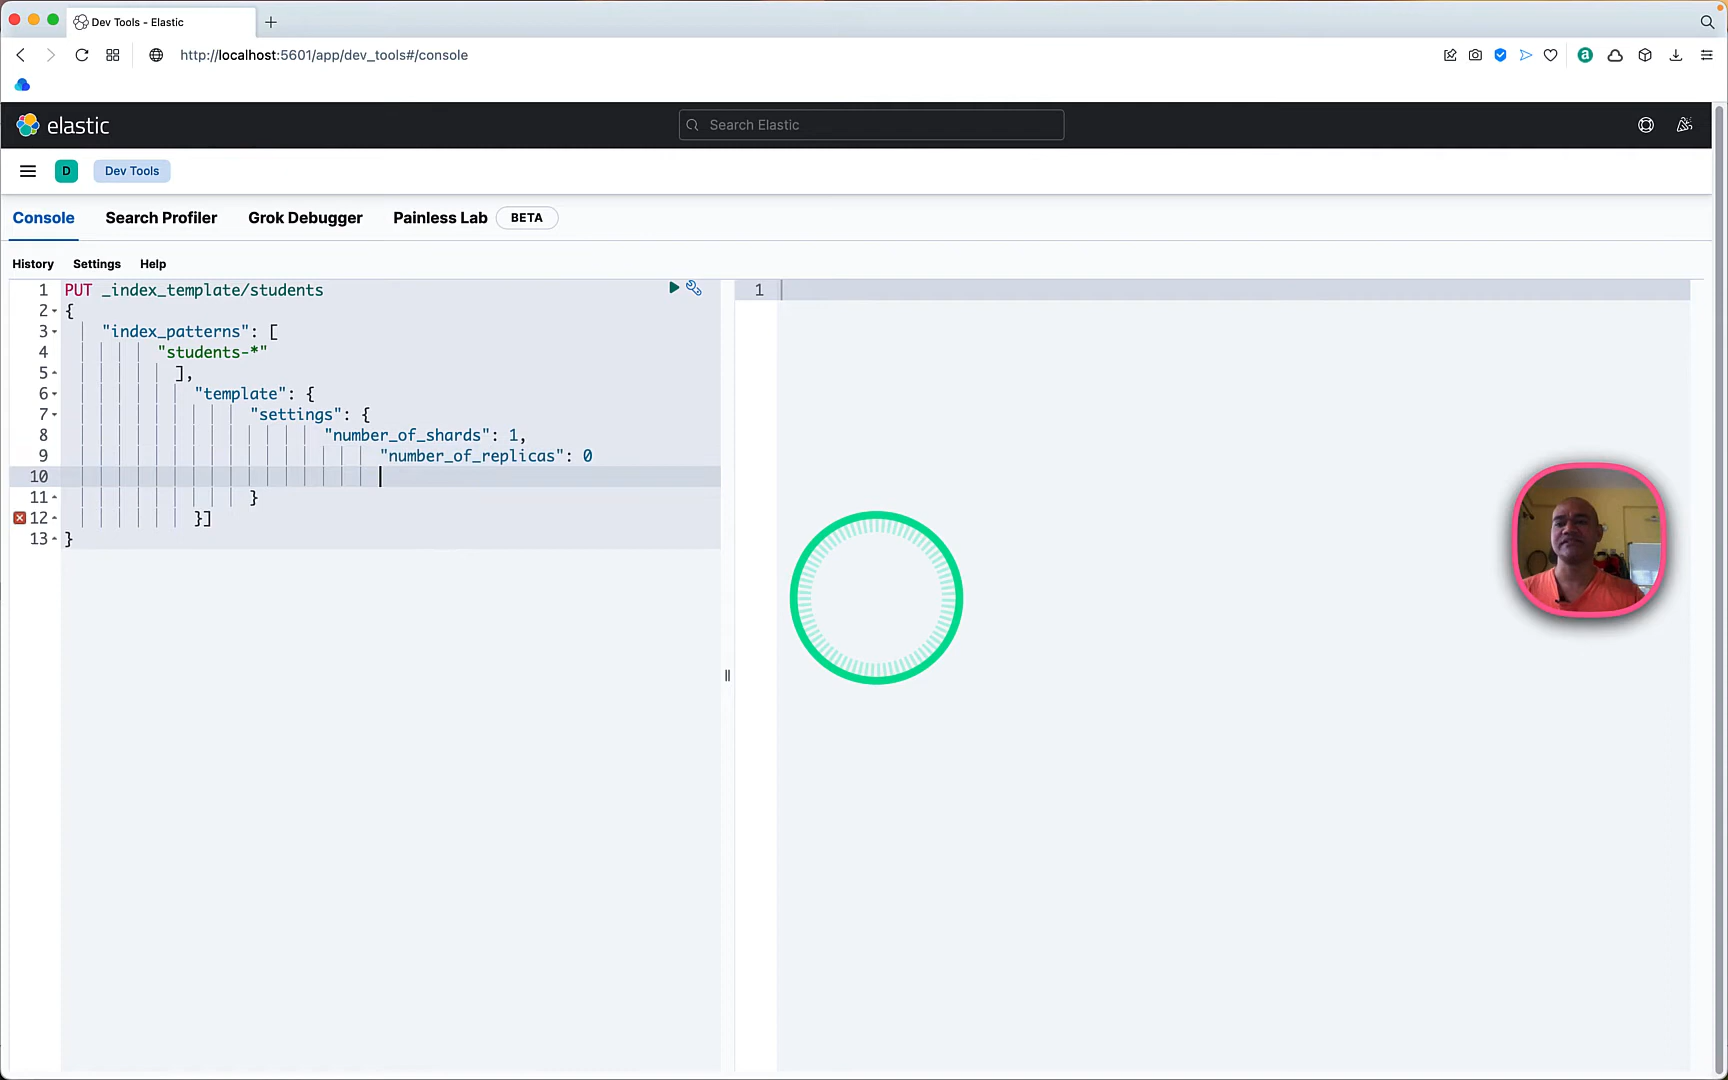 Dev Tools - Elastic
http://localhost:5601/app/dev_tools#/console
a
elastic
Search Elastic
D
Dev Tools
Console
Search Profiler
Grok Debugger
Painless Lab
BETA
History
Settings
Help
1 PUT _index_template/students
2 {
3 "index_patterns": [
4 "students-*"
5 ],
6 "template": {
7 "settings": {
8 "number_of_shards": 1,
9 "number_of_replicas": 0
10
11 }
12 }]
13 }
1